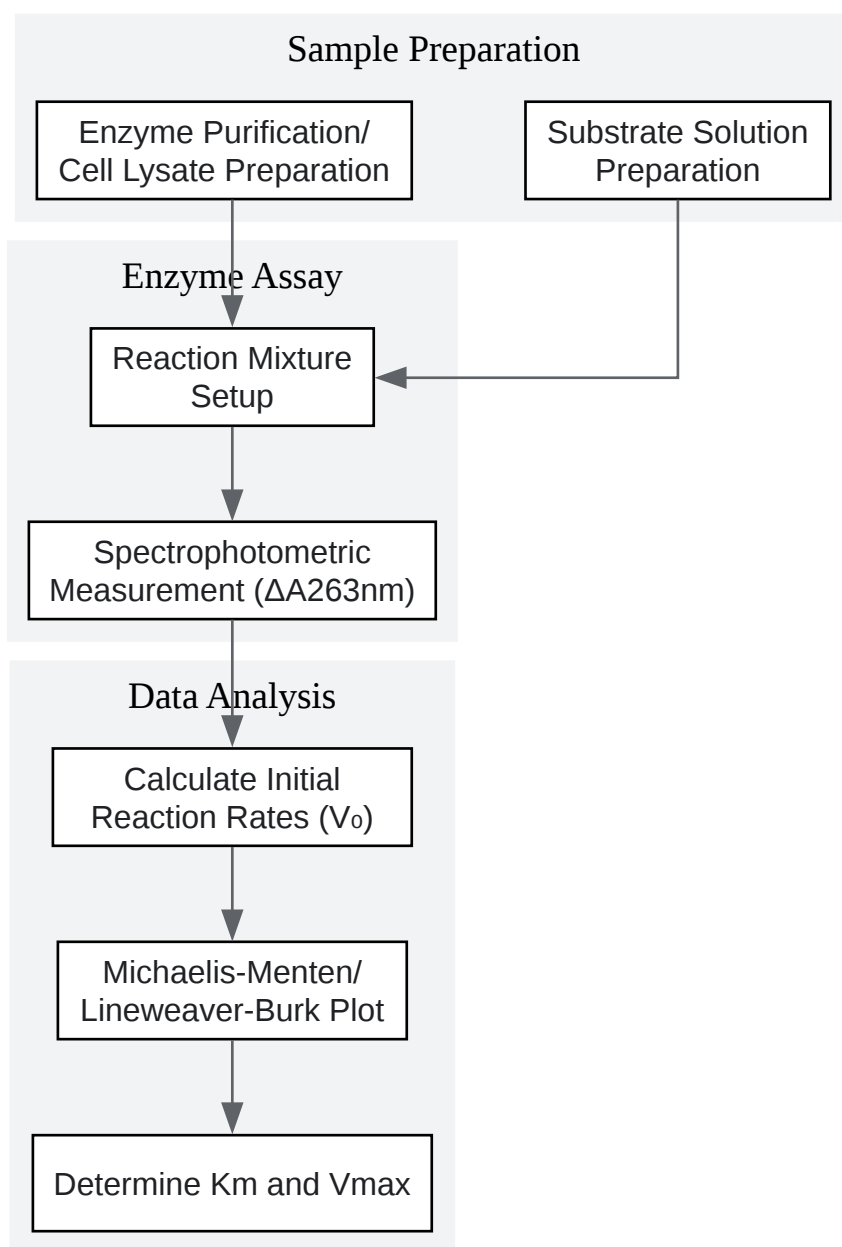 Sample Preparation
Enzyme Purification/
Cell Lysate Preparation
Substrate Solution
Preparation
Enzyme Assay
Reaction Mixture
Setup
Spectrophotometric
Measurement (ΔA263nm)
Data Analysis
Calculate Initial
Reaction Rates (V₀)
Michaelis-Menten/
Lineweaver-Burk Plot
Determine Km and Vmax